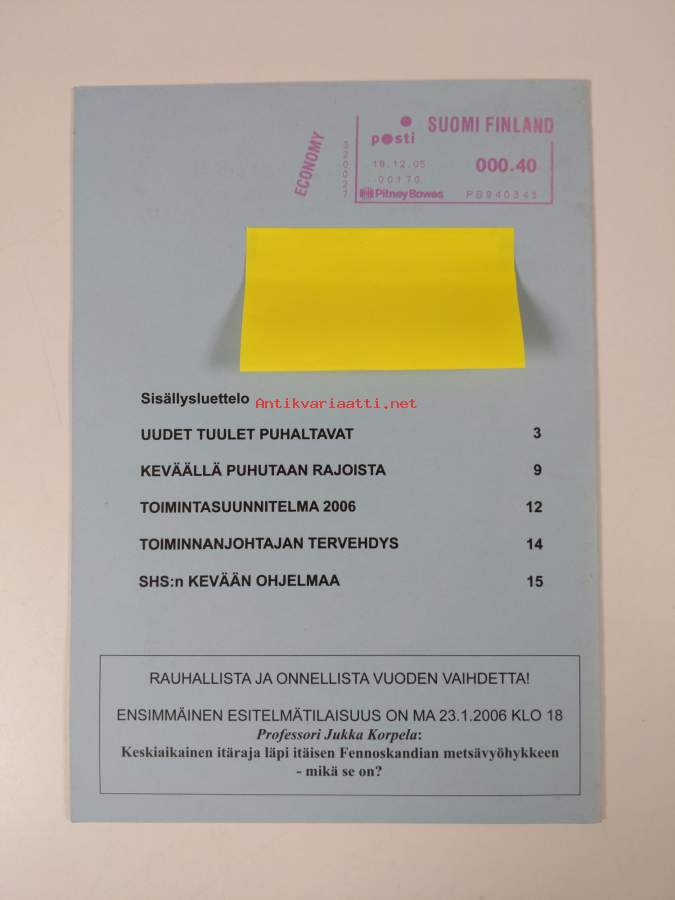 ECONOMY
posti
SUOMI FINLAND
000.40
00170
Pitney Bowes
PB940343
Sisällysluettelo
Antikvariaatti.net
UUDET TUULET PUHALTAVAT 3
KEVÄÄLLÄ PUHUTAAN RAJOISTA 9
TOIMINTASUUNNITELMA 2006 12
TOIMINNANJOHTAJAN TERVEHDYS 14
SHS:n KEVÄÄN OHJELMAA 15
RAUHALLISTA JA ONNELLISTA VUODEN VAIHDETTA!
ENSIMMÄINEN ESITELMÄTILAISUUS ON MA 23.1.2006 KLO 18
Professori Jukka Korpela:
Keskiaikainen itäraja läpi itäisen Fennoskandian metsävyöhykkeen
- mikä se on?